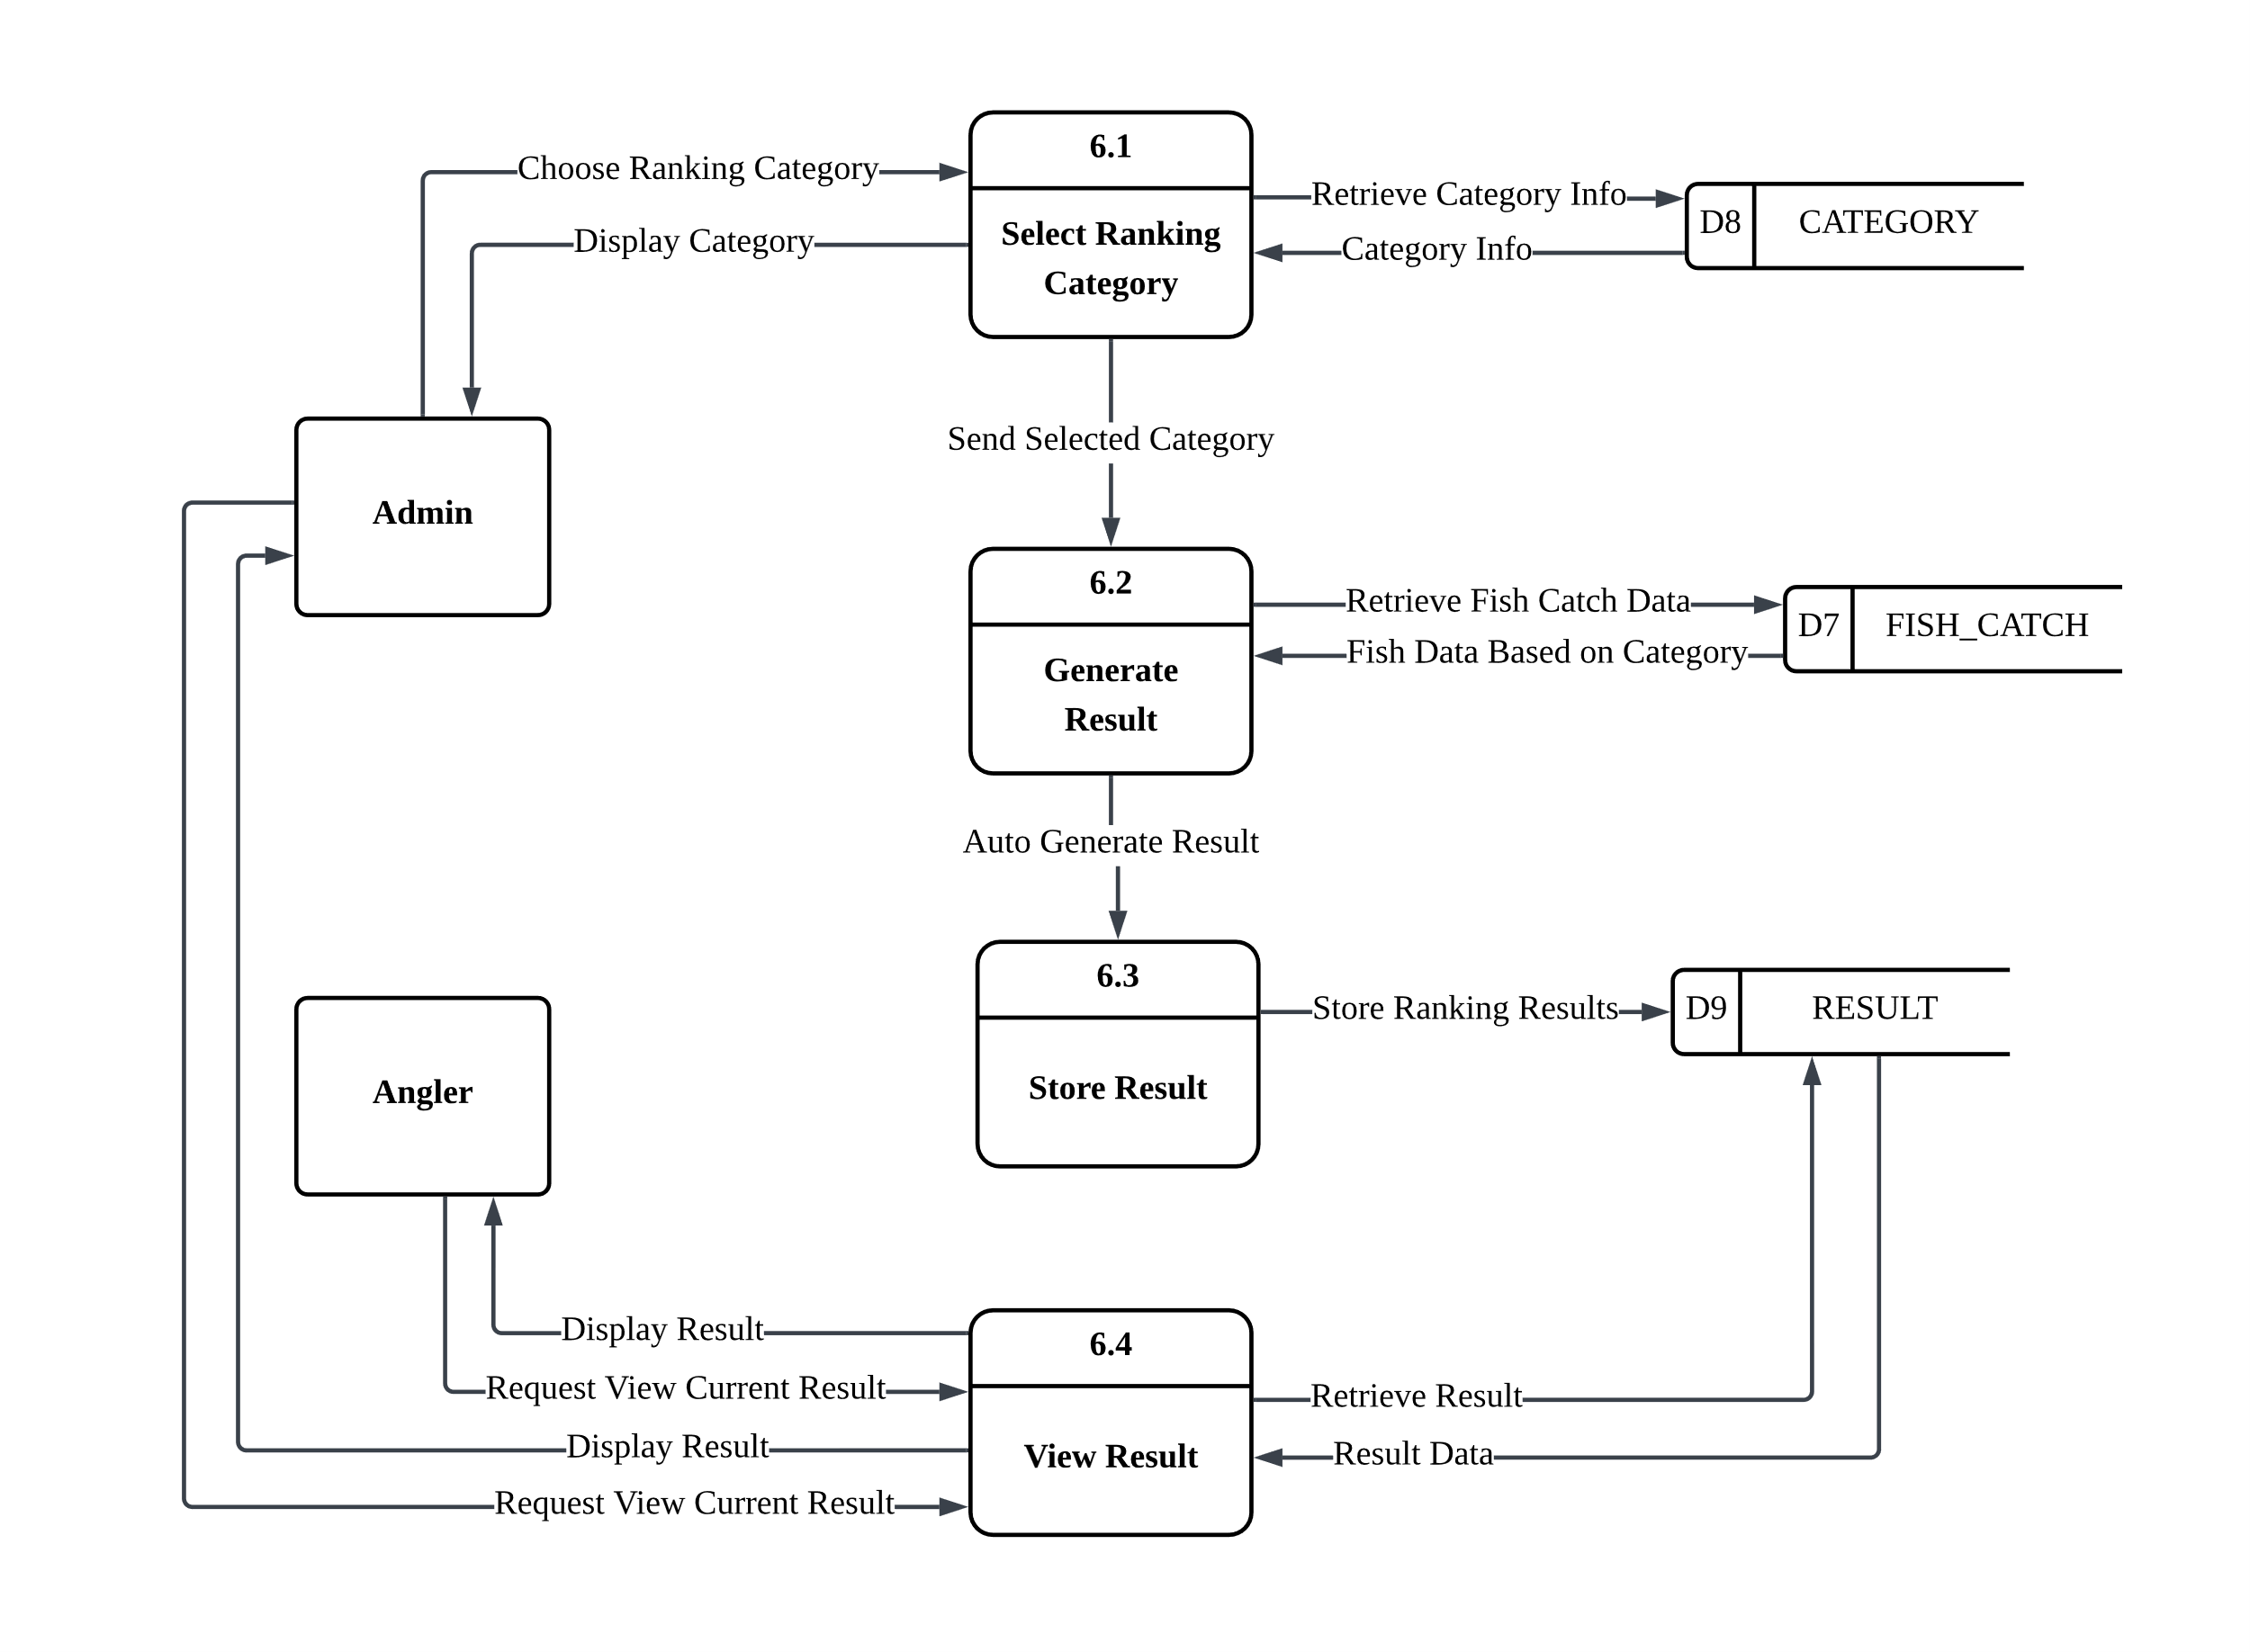 6.1
Choose Ranking Category
Retrieve Category Info
D8
CATEGORY
Select Ranking
Category
Display Category
Category Info
Send Selected Category
Admin
6.2
Retrieve Fish Catch Data
D7
FISH_CATCH
Fish Data Based on Category
Generate
Result
Auto Generate Result
6.3
Store Ranking Results
D9
RESULT
Angler
Store Result
Display Result
6.4
Request View Current Result
Retrieve Result
Display Result
View Result
Result Data
Request View Current Result